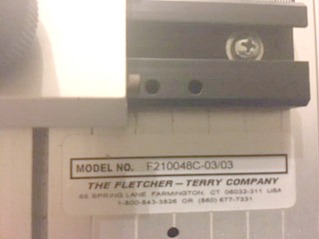 MODEL NO. F210048C-03/03
THE FLETCHER — TERRY COMPANY
65 SPRING LANE FARMINGTON, CT 06032-311 USA
1-800-843-3826 OR (860) 677-7331